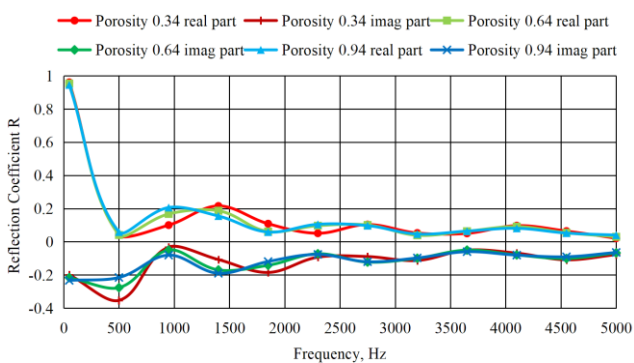 Porosity 0.34 real part Porosity 0.34 imag part Porosity 0.64 real part
Porosity 0.64 imag part Porosity 0.94 real part Porosity 0.94 imag part
1
0.8
0.6
0.4
0.2
0
-0.2
-0.4
Reflection Coefficient R
0 500 1000 1500 2000 2500 3000 3500 4000 4500 5000
Frequency, Hz